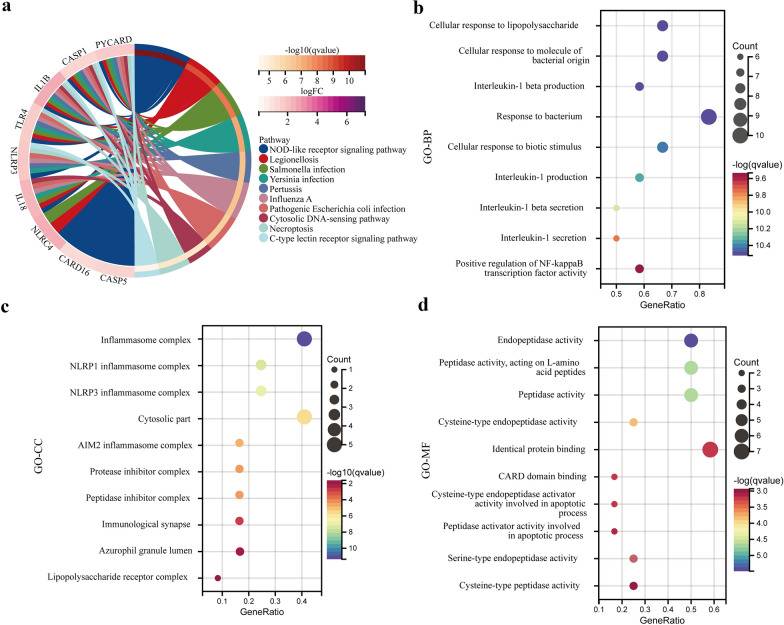 a
PYCARD
CASP1
IL1B
TLR4
NLRP3
IL18
NLRC4
CARD16
CASP5
-log10(qvalue)
5 6 7 8 9 10 11
logFC
2 4 6
Pathway
NOD-like receptor signaling pathway
Legionellosis
Salmonella infection
Yersinia infection
Pertussis
Influenza A
Pathogenic Escherichia coli infection
Cytosolic DNA-sensing pathway
Necroptosis
C-type lectin receptor signaling pathway
b
GO-BP
Cellular response to lipopolysaccharide
Cellular response to molecule of
bacterial origin
Interleukin-1 beta production
Response to bacterium
Cellular response to biotic stimulus
Interleukin-1 production
Interleukin-1 beta secretion
Interleukin-1 secretion
Positive regulation of NF-kappaB
transcription factor activity
0.5 0.6 0.7 0.8
GeneRatio
Count
6
7
8
9
10
-log(qvalue)
9.6
9.8
10.0
10.2
10.4
c
GO-CC
Inflammasome complex
NLRP1 inflammasome complex
NLRP3 inflammasome complex
Cytosolic part
AIM2 inflammasome complex
Protease inhibitor complex
Peptidase inhibitor complex
Immunological synapse
Azurophil granule lumen
Lipopolysaccharide receptor complex
0.1 0.2 0.3 0.4
GeneRatio
Count
1
2
3
4
5
-log10(qvalue)
2
4
6
8
10
d
GO-MF
Endopeptidase activity
Peptidase activity, acting on L-amino
acid peptides
Peptidase activity
Cysteine-type endopeptidase activity
Identical protein binding
CARD domain binding
Cysteine-type endopeptidase activator
activity involved in apoptotic
process
Peptidase activator activity involved
in apoptotic process
Serine-type endopeptidase activity
Cysteine-type peptidase activity
0.1 0.2 0.3 0.4 0.5 0.6
GeneRatio
Count
2
3
4
5
6
7
-log(qvalue)
3.0
3.5
4.0
4.5
5.0